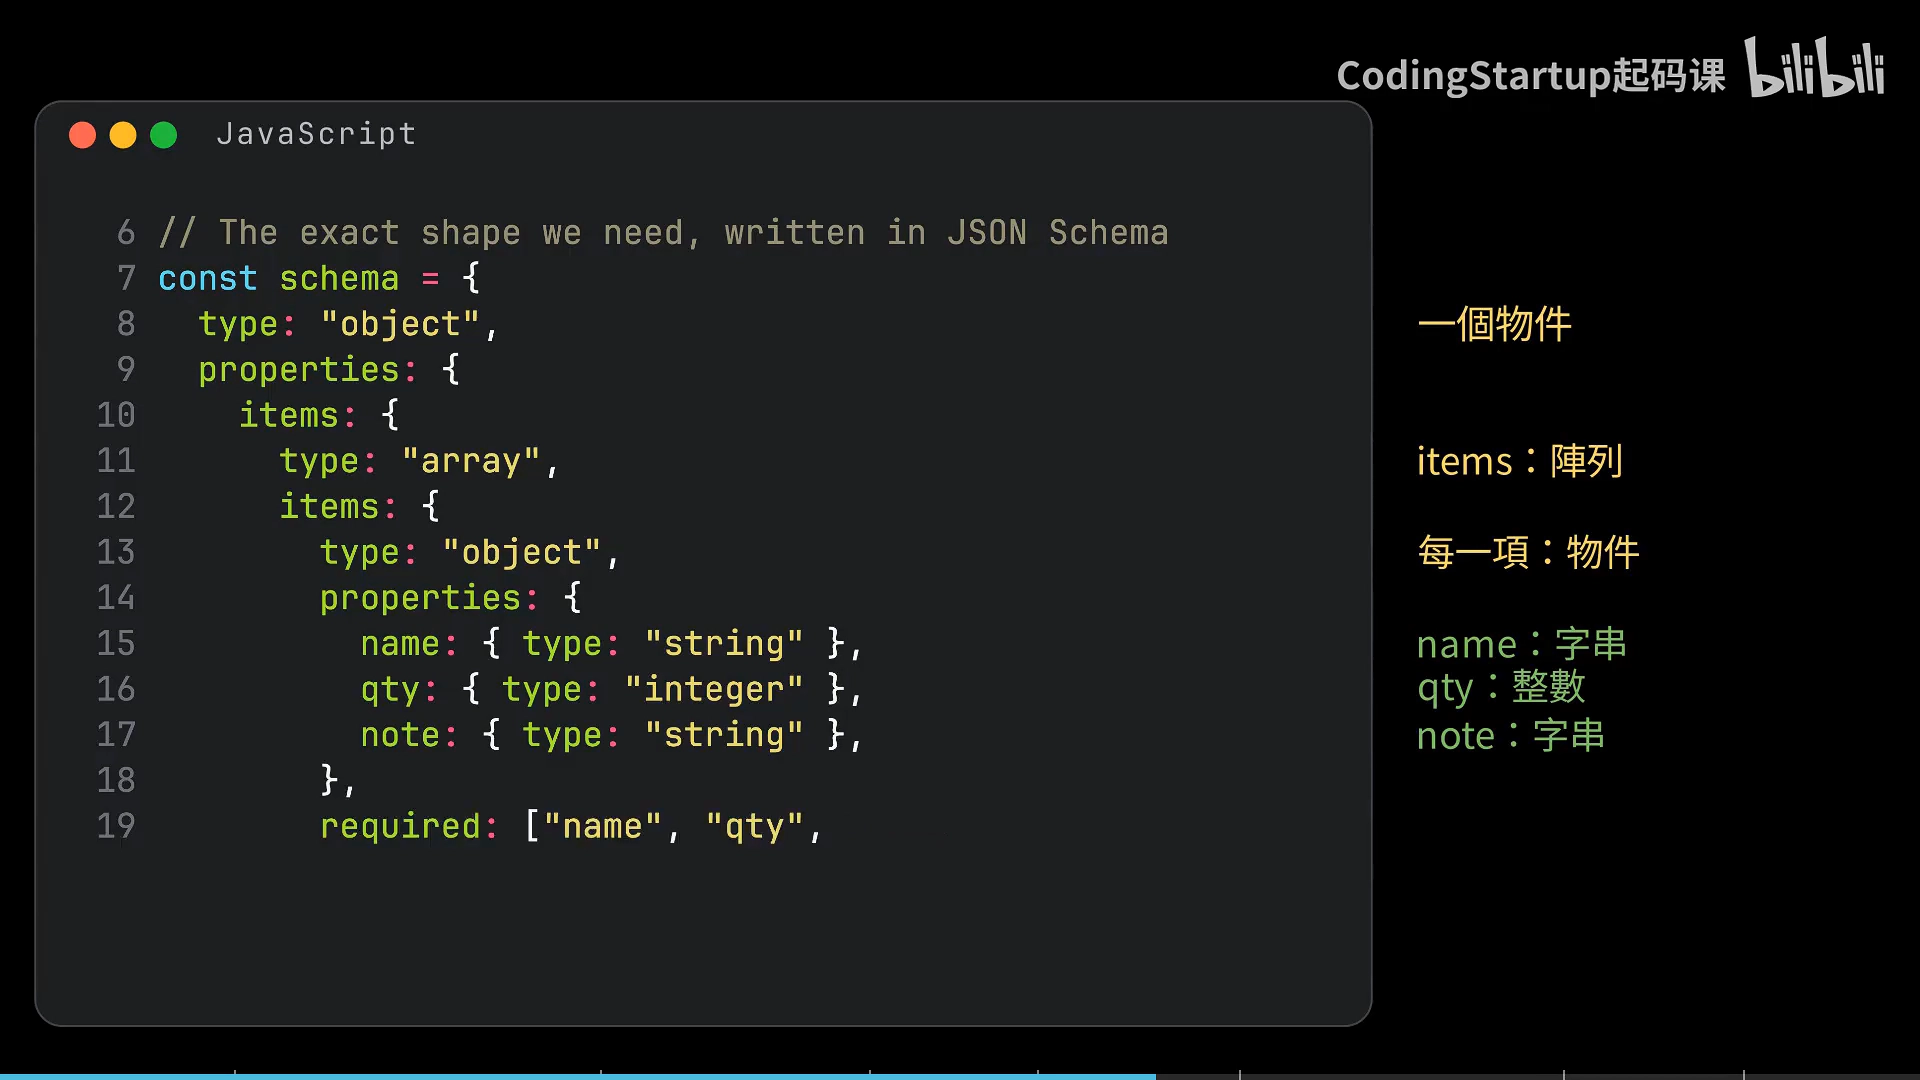 CodingStartup起码课 bilibili
JavaScript
6 // The exact shape we need, written in JSON Schema
7 const schema = {
8   type: "object",
一個物件
9   properties: {
10     items: {
11       type: "array",
items：陣列
12       items: {
13         type: "object",
每一項：物件
14         properties: {
15           name: { type: "string" },
name：字串
16           qty: { type: "integer" },
qty：整數
17           note: { type: "string" },
note：字串
18         },
19         required: ["name", "qty",